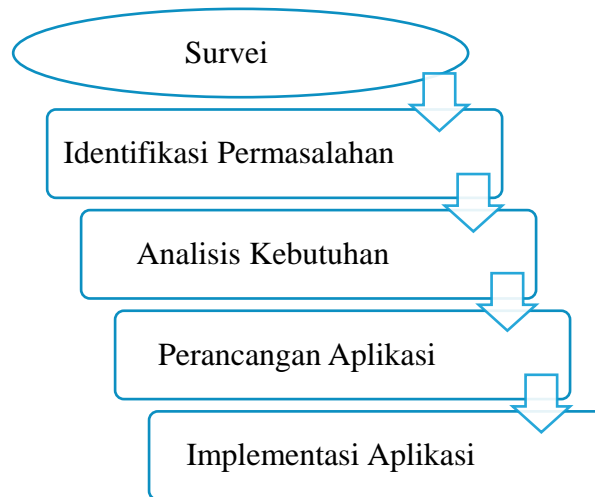 Survei
Identifikasi Permasalahan
Analisis Kebutuhan
Perancangan Aplikasi
Implementasi Aplikasi